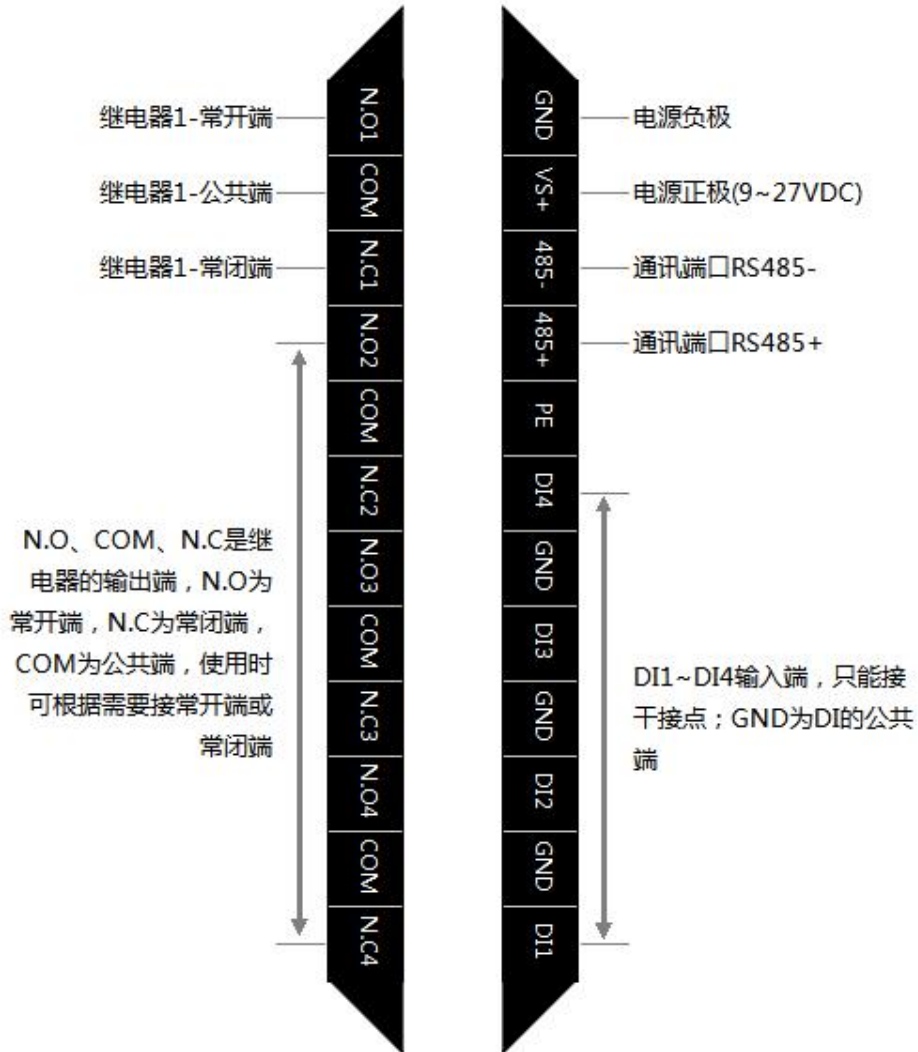 继电器1-常开端
继电器1-公共端
继电器1-常闭端
N.O、COM、N.C是继
电器的输出端，N.O为
常开端，N.C为常闭端，
COM为公共端，使用时
可根据需要接常开端或
常闭端
N.O1
COM
N.C1
N.O2
COM
N.C2
N.O3
COM
N.C3
N.O4
COM
N.C4
GND
VS+
485-
485+
PE
DI4
GND
DI3
GND
DI2
GND
DI1
电源负极
电源正极(9~27VDC)
通讯端口RS485-
通讯端口RS485+
DI1~DI4输入端，只能接
干接点；GND为DI的公共
端